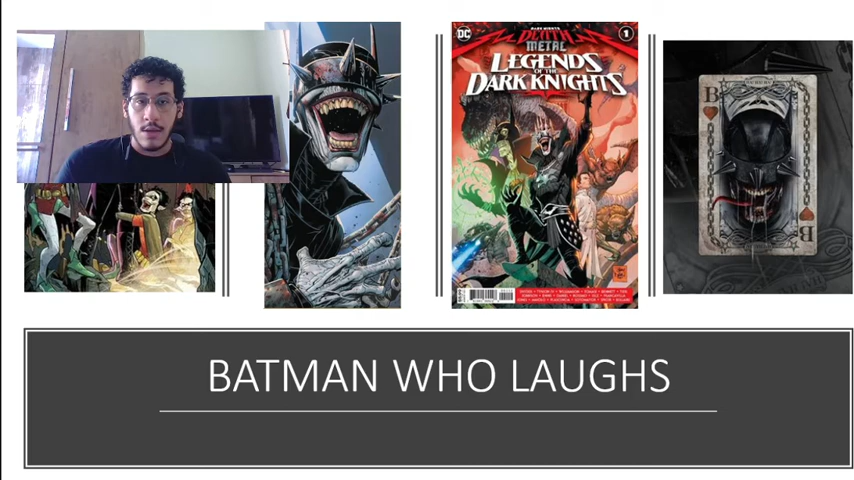 DC
DARK NIGHTS
DEATH
METAL
1
LEGENDS
OF THE
DARK KNIGHTS
B
B
BATMAN WHO LAUGHS